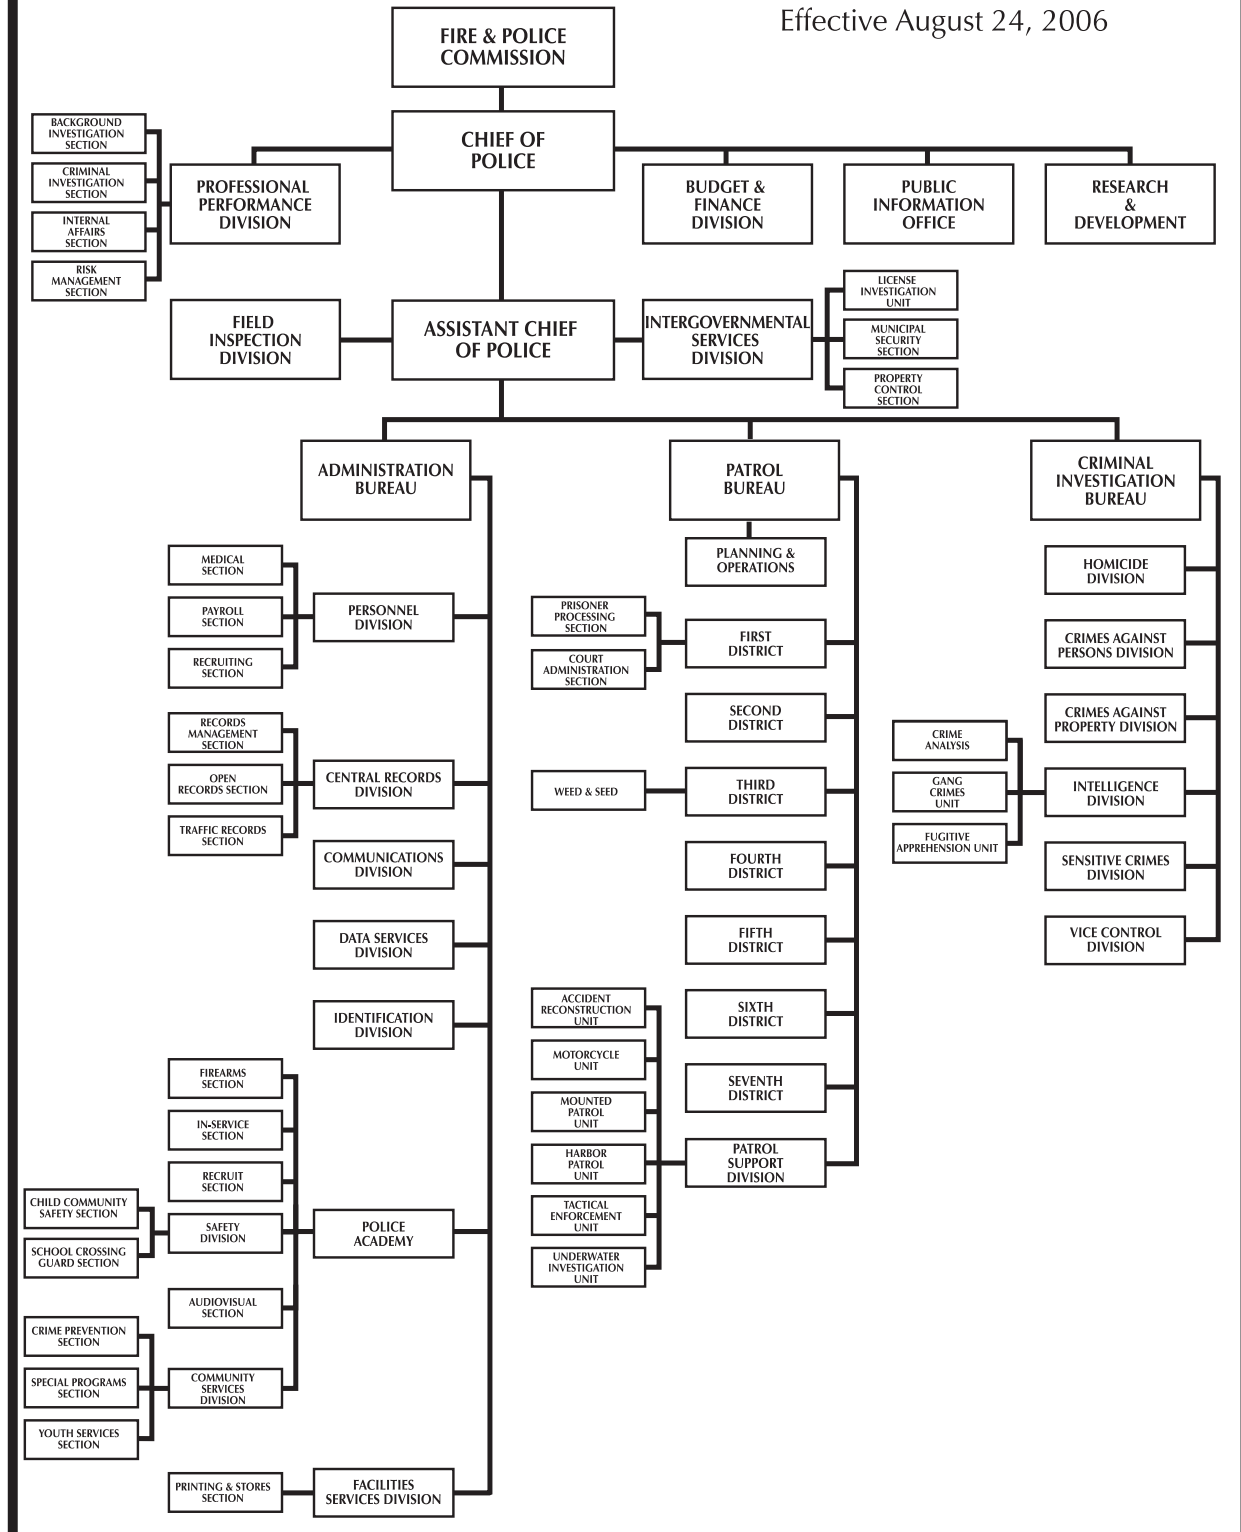 Effective August 24, 2006
FIRE & POLICE
COMMISSION
CHIEF OF
POLICE
BACKGROUND
INVESTIGATION
SECTION
CRIMINAL
INVESTIGATION
SECTION
INTERNAL
AFFAIRS
SECTION
RISK
MANAGEMENT
SECTION
PROFESSIONAL
PERFORMANCE
DIVISION
BUDGET &
FINANCE
DIVISION
PUBLIC
INFORMATION
OFFICE
RESEARCH
&
DEVELOPMENT
FIELD
INSPECTION
DIVISION
ASSISTANT CHIEF
OF POLICE
INTERGOVERNMENTAL
SERVICES
DIVISION
LICENSE
INVESTIGATION
UNIT
MUNICIPAL
SECURITY
SECTION
PROPERTY
CONTROL
SECTION
ADMINISTRATION
BUREAU
MEDICAL
SECTION
PAYROLL
SECTION
RECRUITING
SECTION
PERSONNEL
DIVISION
RECORDS
MANAGEMENT
SECTION
OPEN
RECORDS SECTION
TRAFFIC RECORDS
SECTION
CENTRAL RECORDS
DIVISION
COMMUNICATIONS
DIVISION
DATA SERVICES
DIVISION
IDENTIFICATION
DIVISION
FIREARMS
SECTION
IN-SERVICE
SECTION
RECRUIT
SECTION
CHILD COMMUNITY
SAFETY SECTION
SCHOOL CROSSING
GUARD SECTION
SAFETY
DIVISION
POLICE
ACADEMY
AUDIOVISUAL
SECTION
CRIME PREVENTION
SECTION
SPECIAL PROGRAMS
SECTION
YOUTH SERVICES
SECTION
COMMUNITY
SERVICES
DIVISION
PRINTING & STORES
SECTION
FACILITIES
SERVICES DIVISION
PATROL
BUREAU
PLANNING &
OPERATIONS
PRISONER
PROCESSING
SECTION
COURT
ADMINISTRATION
SECTION
FIRST
DISTRICT
SECOND
DISTRICT
WEED & SEED
THIRD
DISTRICT
FOURTH
DISTRICT
FIFTH
DISTRICT
SIXTH
DISTRICT
SEVENTH
DISTRICT
ACCIDENT
RECONSTRUCTION
UNIT
MOTORCYCLE
UNIT
MOUNTED
PATROL
UNIT
HARBOR
PATROL
UNIT
TACTICAL
ENFORCEMENT
UNIT
UNDERWATER
INVESTIGATION
UNIT
PATROL
SUPPORT
DIVISION
CRIMINAL
INVESTIGATION
BUREAU
HOMICIDE
DIVISION
CRIMES AGAINST
PERSONS DIVISION
CRIMES AGAINST
PROPERTY DIVISION
CRIME
ANALYSIS
GANG
CRIMES
UNIT
FUGITIVE
APPREHENSION UNIT
INTELLIGENCE
DIVISION
SENSITIVE CRIMES
DIVISION
VICE CONTROL
DIVISION